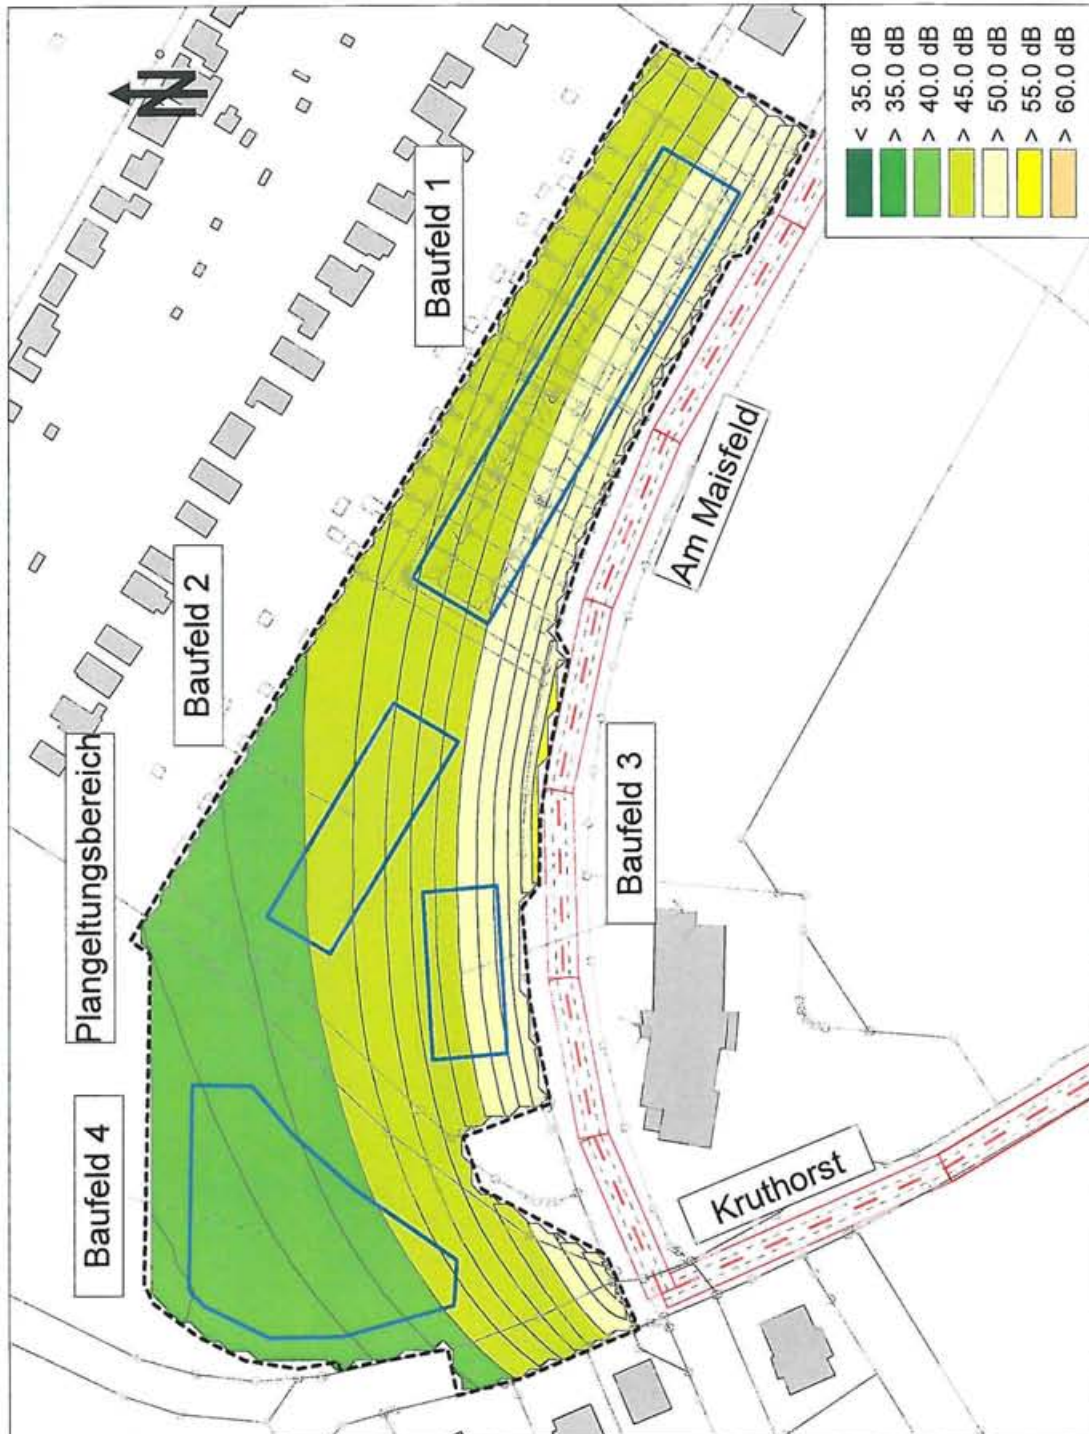 Plangeltungsbereich
Baufeld 4
Baufeld 2
Baufeld 1
Baufeld 3
Am Maisfeld
Kruthorst
N
< 35.0 dB
> 35.0 dB
> 40.0 dB
> 45.0 dB
> 50.0 dB
> 55.0 dB
> 60.0 dB